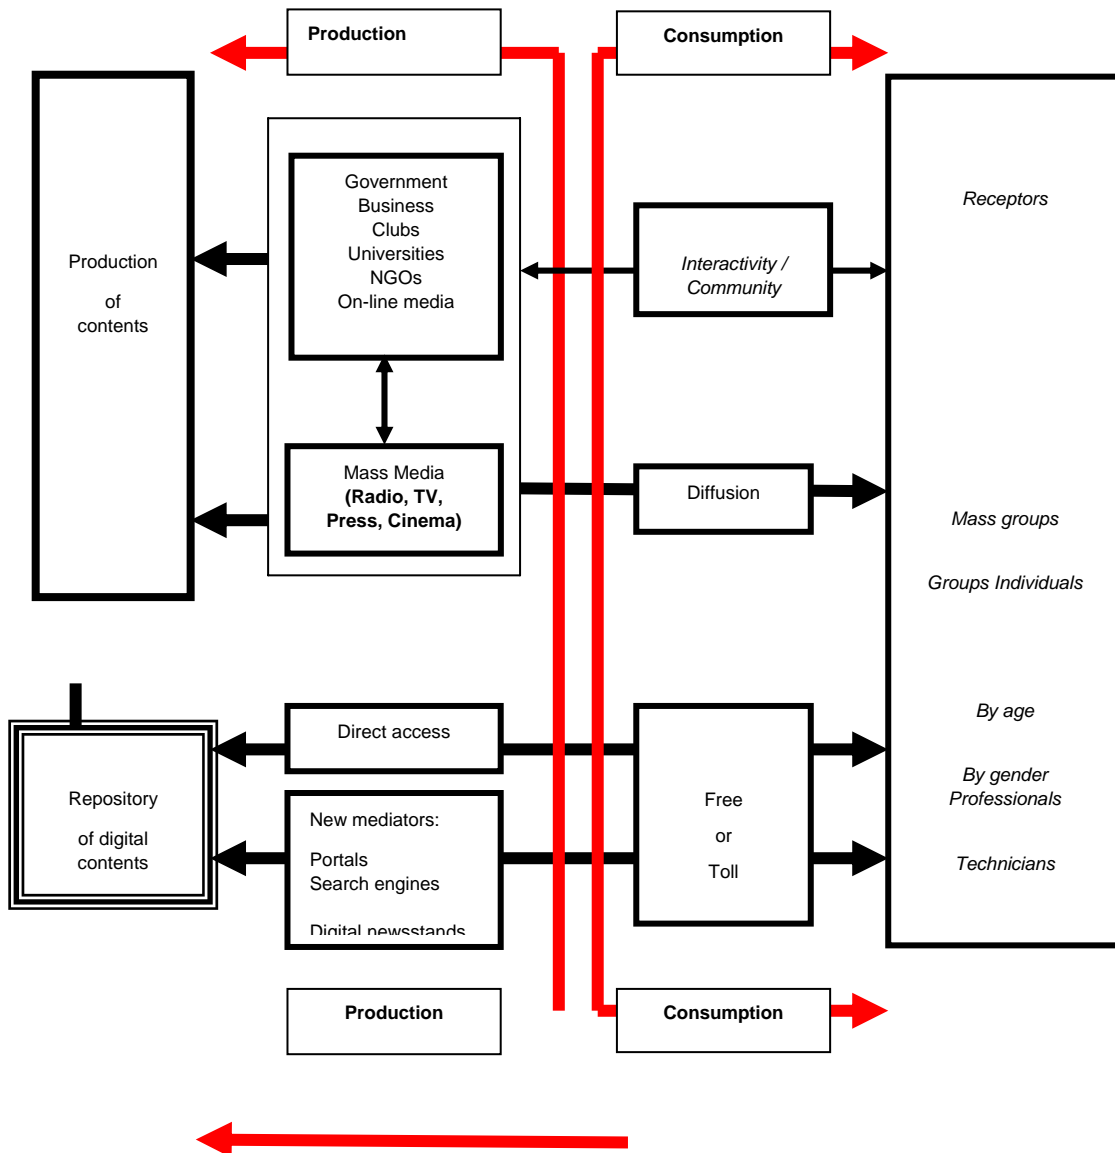 Production
Consumption
Production
of
contents
Government
Business
Clubs
Universities
NGOs
On-line media
Interactivity /
Community
Receptors
Mass Media
(Radio, TV,
Press, Cinema)
Diffusion
Mass groups
Groups Individuals
Direct access
By age
By gender
Professionals
Technicians
Repository
of digital
contents
New mediators:
Portals
Search engines
Digital newsstands
Free
or
Toll
Production
Consumption